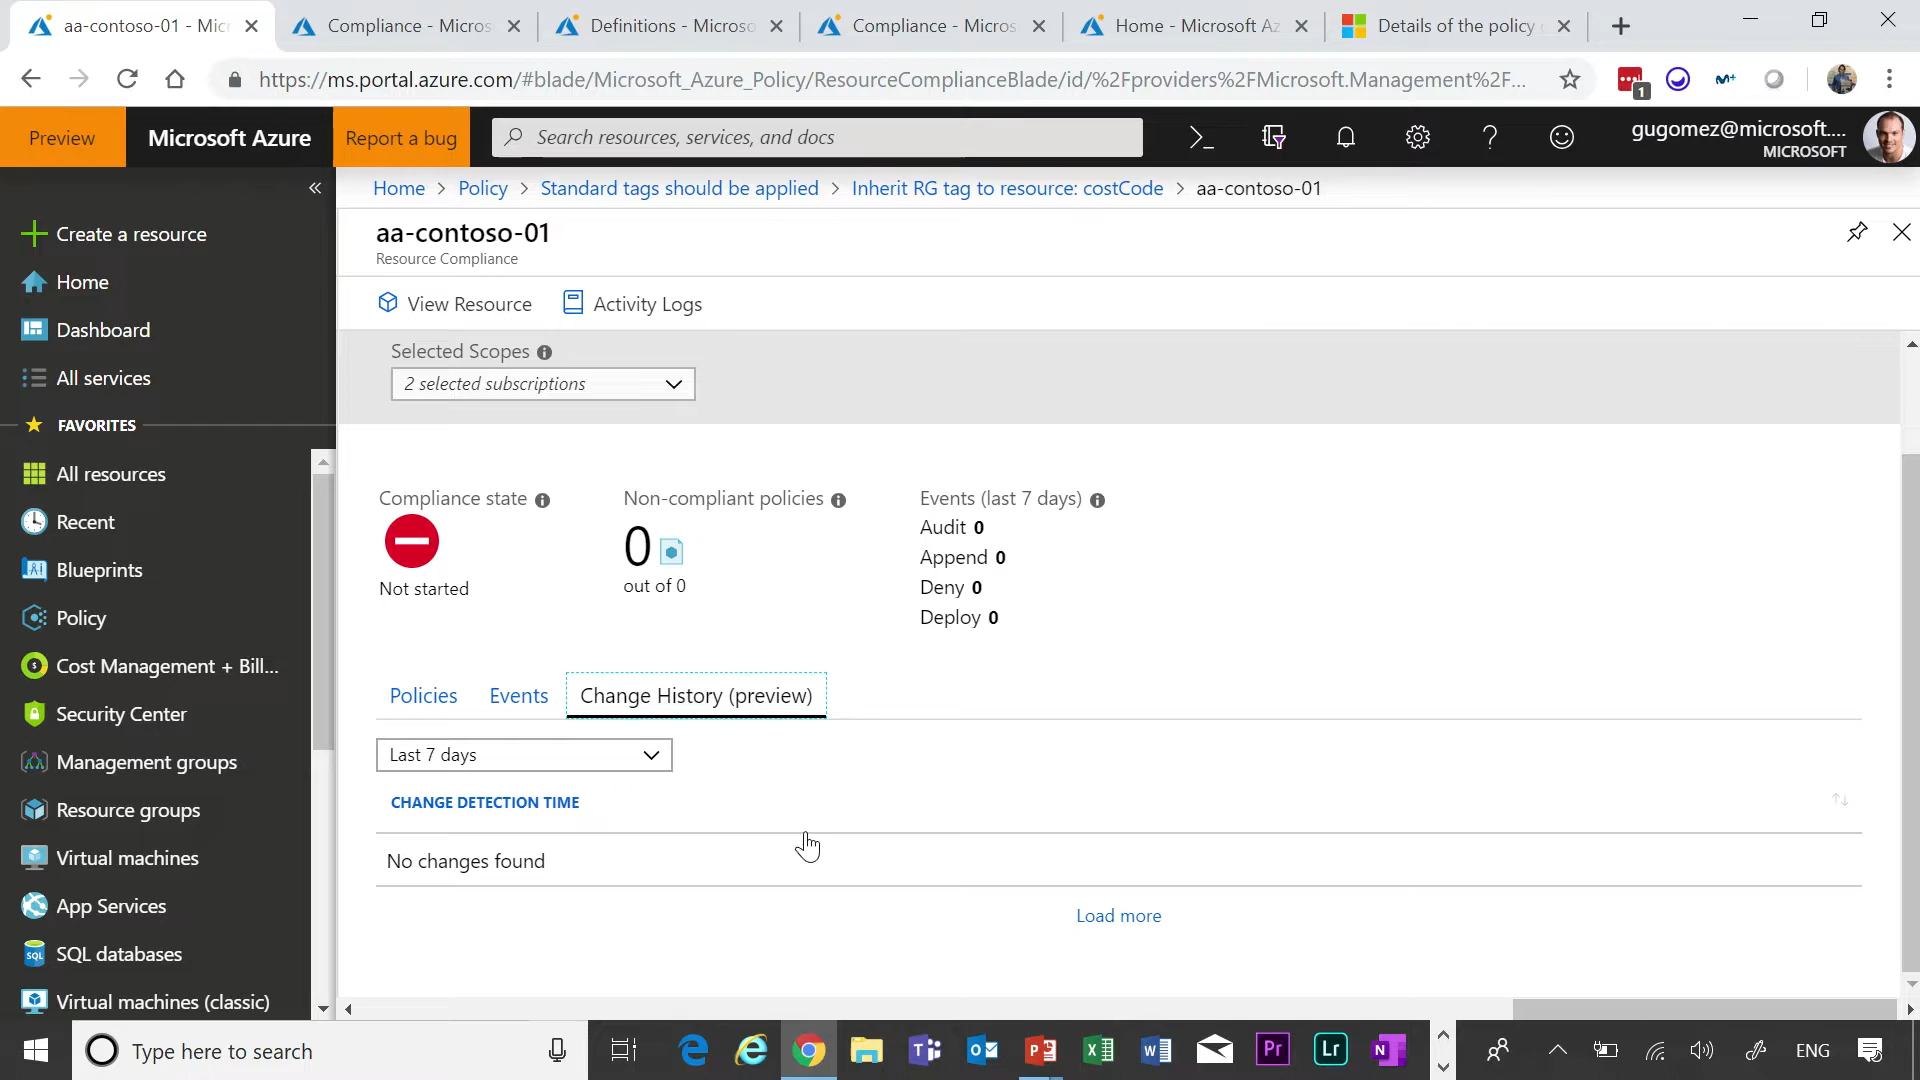 aa-contoso-01 - Mic
Compliance - Micros
Definitions - Microso
Compliance - Micros
Home - Microsoft Az
Details of the policy
https://ms.portal.azure.com/#blade/Microsoft_Azure_Policy/ResourceComplianceBlade/id/%2Fproviders%2FMicrosoft.Management%2F...
1
Preview
Microsoft Azure
Report a bug
Search resources, services, and docs
gugomez@microsoft....
MICROSOFT
Home > Policy > Standard tags should be applied > Inherit RG tag to resource: costCode > aa-contoso-01
aa-contoso-01
Resource Compliance
View Resource
Activity Logs
Create a resource
Home
Dashboard
All services
FAVORITES
All resources
Recent
Blueprints
Policy
Cost Management + Bill...
Security Center
Management groups
Resource groups
Virtual machines
App Services
SQL databases
Virtual machines (classic)
Selected Scopes
2 selected subscriptions
Compliance state
Not started
Non-compliant policies
0
out of 0
Events (last 7 days)
Audit 0
Append 0
Deny 0
Deploy 0
Policies
Events
Change History (preview)
Last 7 days
CHANGE DETECTION TIME
No changes found
Load more
Type here to search
Pr
Lr
ENG